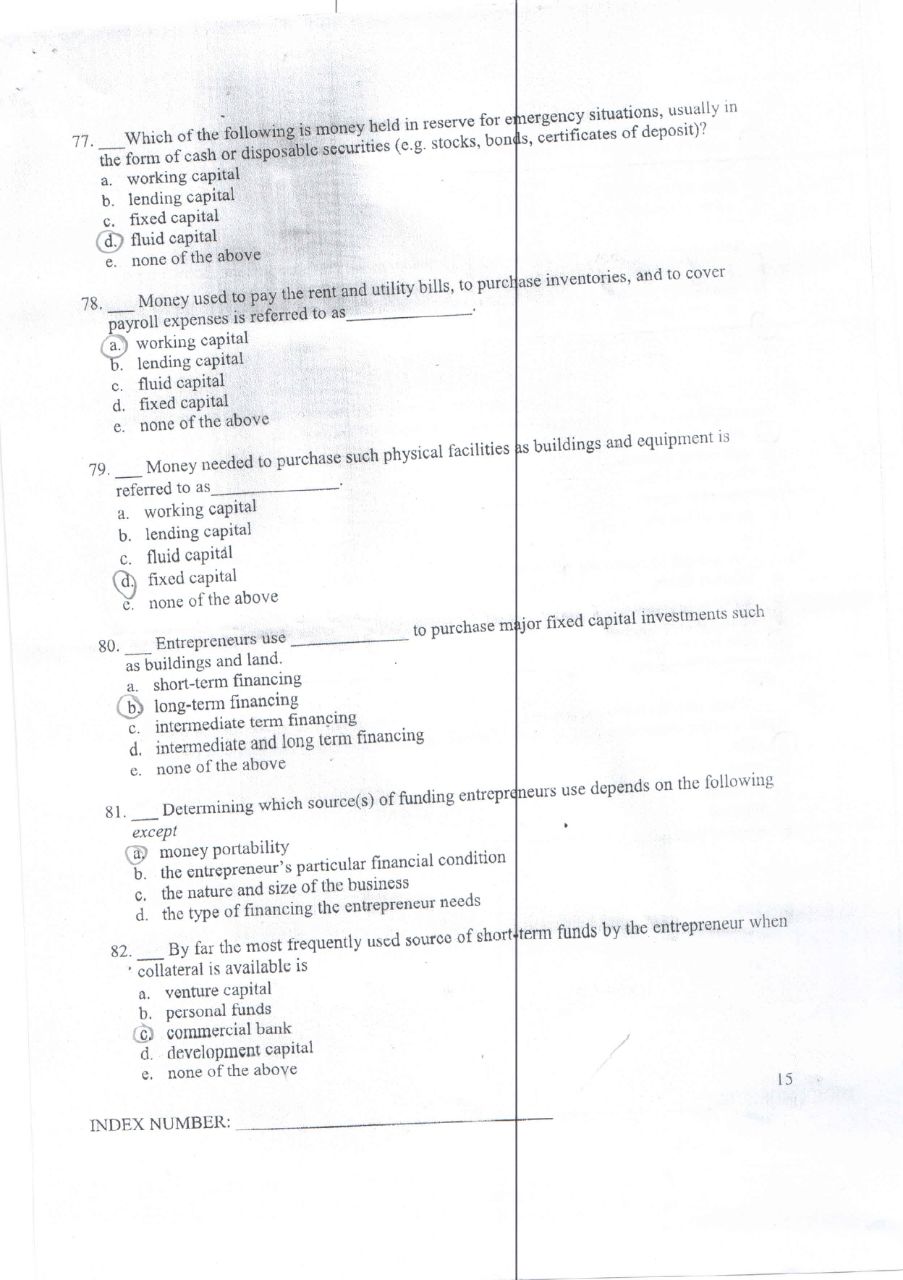 77. ___ Which of the following is money held in reserve for emergency situations, usually in
the form of cash or disposable securities (e.g. stocks, bonds, certificates of deposit)?
a. working capital
b. lending capital
c. fixed capital
d. fluid capital
e. none of the above
78. ___ Money used to pay the rent and utility bills, to purchase inventories, and to cover
payroll expenses is referred to as______________.
a. working capital
b. lending capital
c. fluid capital
d. fixed capital
e. none of the above
79. ___ Money needed to purchase such physical facilities as buildings and equipment is
referred to as______________.
a. working capital
b. lending capital
c. fluid capital
d. fixed capital
e. none of the above
80. ___ Entrepreneurs use ______________ to purchase major fixed capital investments such
as buildings and land.
a. short-term financing
b. long-term financing
c. intermediate term financing
d. intermediate and long term financing
e. none of the above
81. ___ Determining which source(s) of funding entrepreneurs use depends on the following
except
a. money portability
b. the entrepreneur's particular financial condition
c. the nature and size of the business
d. the type of financing the entrepreneur needs
82. ___ By far the most frequently used source of short-term funds by the entrepreneur when
collateral is available is
a. venture capital
b. personal funds
c. commercial bank
d. development capital
e. none of the above
15
INDEX NUMBER: ______________